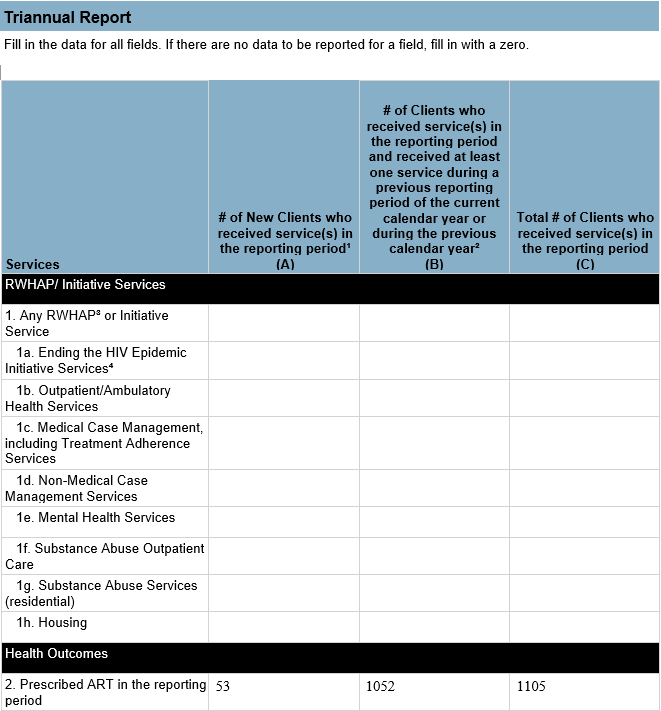 Triannual Report
Fill in the data for all fields. If there are no data to be reported for a field, fill in with a zero.
Services
# of New Clients who
received service(s) in
the reporting period¹
(A)
# of Clients who
received service(s) in
the reporting period
and received at least
one service during a
previous reporting
period of the current
calendar year or
during the previous
calendar year²
(B)
Total # of Clients who
received service(s) in
the reporting period
(C)
RWHAP/ Initiative Services
1. Any RWHAP³ or Initiative
Service
1a. Ending the HIV Epidemic
Initiative Services⁴
1b. Outpatient/Ambulatory
Health Services
1c. Medical Case Management,
including Treatment Adherence
Services
1d. Non-Medical Case
Management Services
1e. Mental Health Services
1f. Substance Abuse Outpatient
Care
1g. Substance Abuse Services
(residential)
1h. Housing
Health Outcomes
2. Prescribed ART in the reporting
period
53
1052
1105